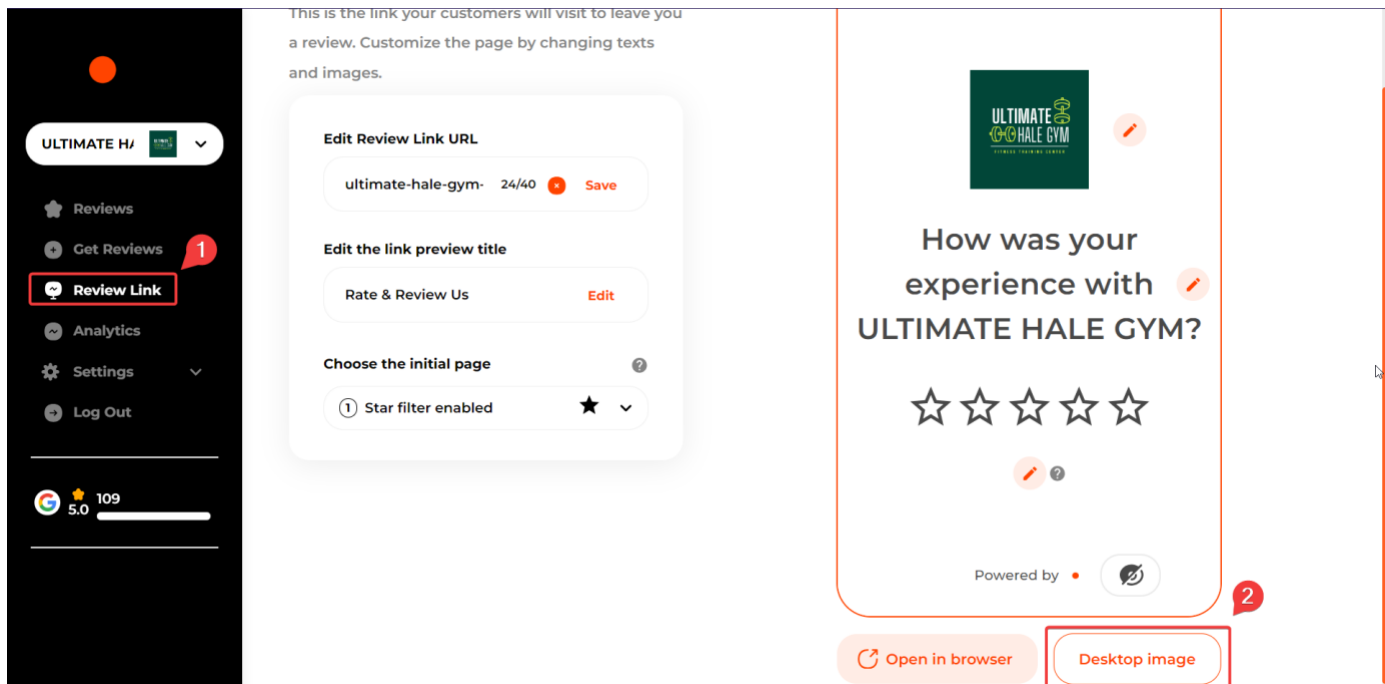 This is the link your customers will visit to leave you
a review. Customize the page by changing texts
and images.
ULTIMATE HA
Reviews
Get Reviews
1
Review Link
Analytics
Settings
Log Out
5.0
109
Edit Review Link URL
ultimate-hale-gym-
24/40
Save
Edit the link preview title
Rate & Review Us
Edit
Choose the initial page
?
1 Star filter enabled
ULTIMATE
HALE GYM
FITNESS TRAINING CENTER
How was your
experience with
ULTIMATE HALE GYM?
?
Powered by
2
Open in browser
Desktop image